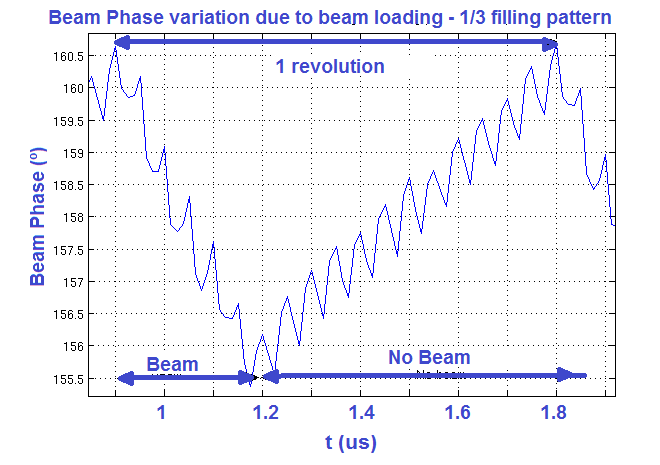 Beam Phase variation due to beam loading - 1/3 filling pattern
1 revolution
160.5
160
159.5
159
158.5
158
157.5
157
156.5
156
155.5
Beam Phase (º)
Beam
No Beam
No beam
1
1.2
1.4
1.6
1.8
t (us)